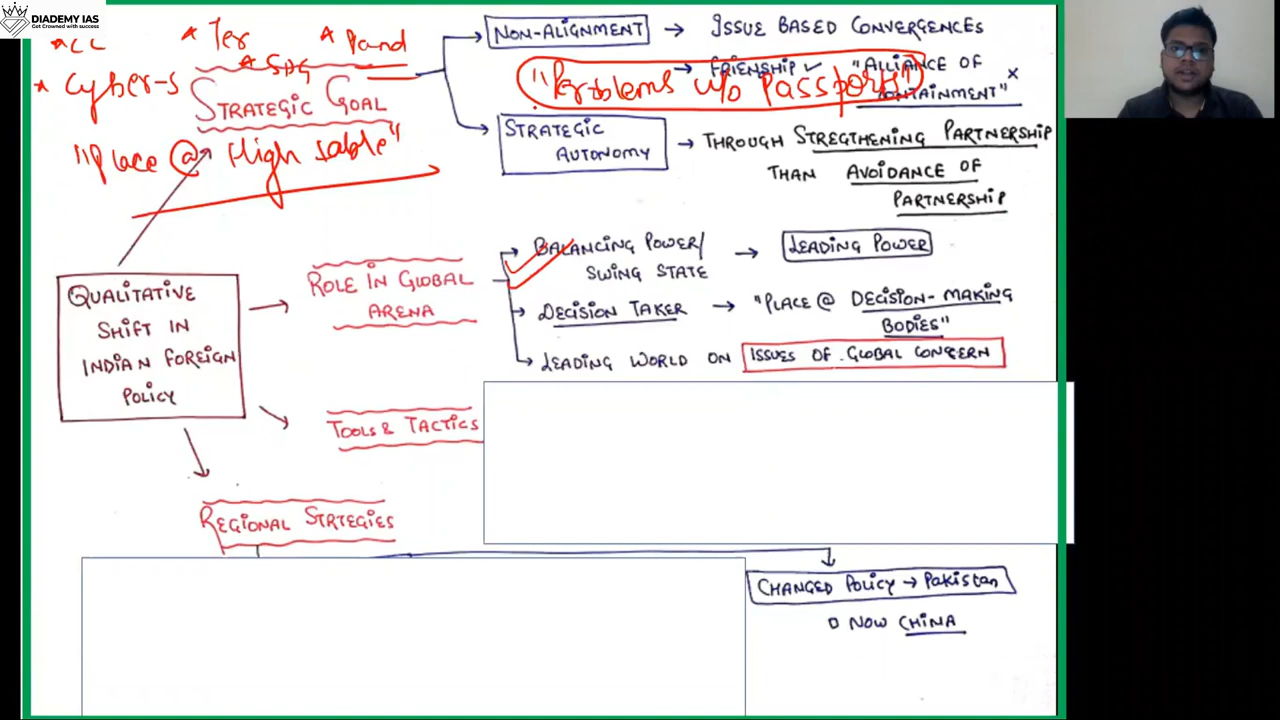 DIADEMY IAS
Get Crowned with success
* CC * Ter * Pand
* SDG
* Cyber-s
STRATEGIC GOAL
"Place @ High table"
NON-ALIGNMENT → ISSUE BASED CONVERGENCES
→ FRIENSHIP ✓ "ALLIANCE OF
CONTAINMENT" x
"Problems w/o Passport"
STRATEGIC
AUTONOMY → THROUGH STREGTHENING PARTNERSHIP
THAN AVOIDANCE OF
PARTNERSHIP
QUALITATIVE
SHIFT IN
INDIAN FOREIGN
POLICY
ROLE IN GLOBAL
ARENA
BALANCING POWER/
SWING STATE → LEADING POWER
DECISION TAKER → "PLACE @ DECISION-MAKING
BODIES"
LEADING WORLD ON ISSUES OF GLOBAL CONCERN
TOOLS & TACTICS
REGIONAL STRTEGIES
CHANGED POLICY → Pakistan
NOW CHINA